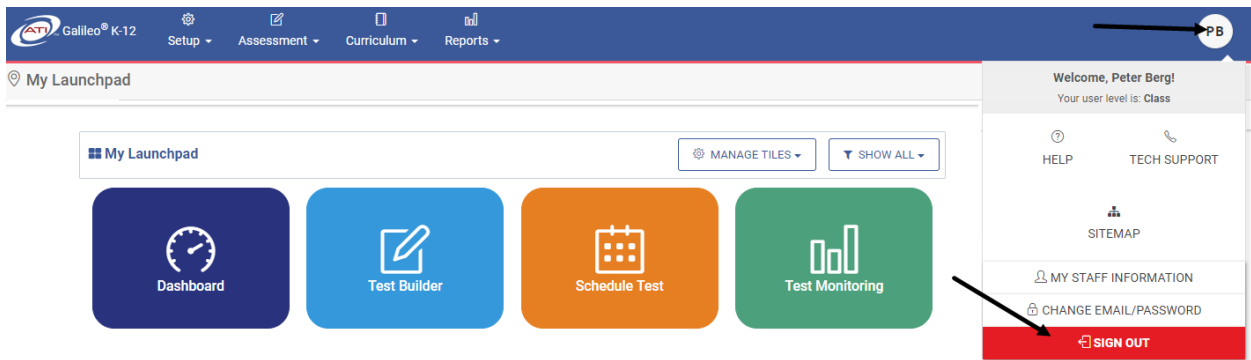 ATI Galileo® K-12
Setup
Assessment
Curriculum
Reports
PB
My Launchpad
Welcome, Peter Berg!
Your user level is: Class
My Launchpad
MANAGE TILES
SHOW ALL
HELP
TECH SUPPORT
SITEMAP
Dashboard
Test Builder
Schedule Test
Test Monitoring
MY STAFF INFORMATION
CHANGE EMAIL/PASSWORD
SIGN OUT